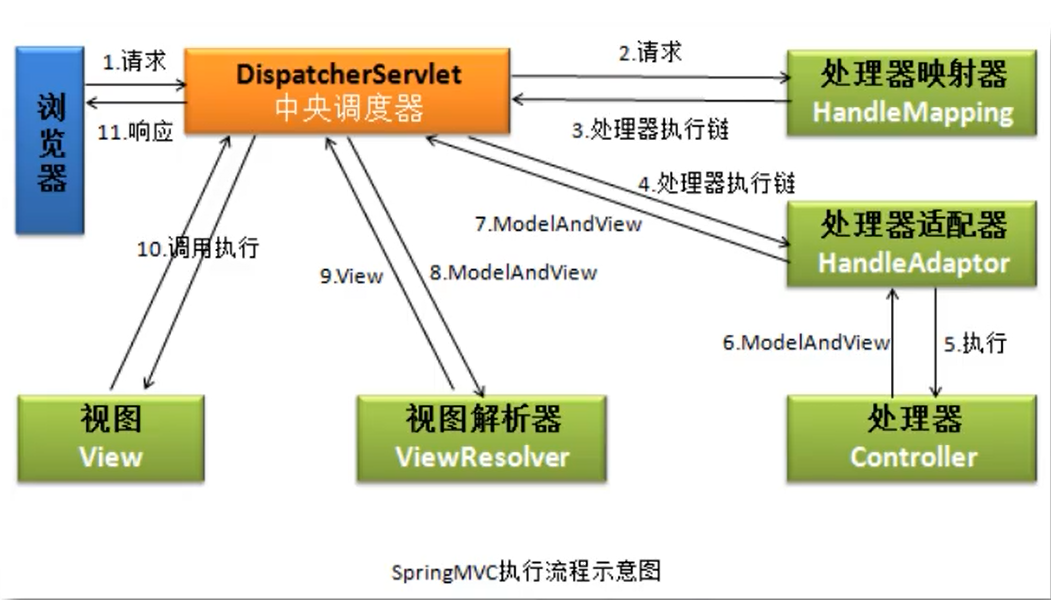 1.请求
2.请求
浏览器
DispatcherServlet
中央调度器
处理器映射器
HandleMapping
11.响应
3.处理器执行链
4.处理器执行链
7.ModelAndView
处理器适配器
HandleAdaptor
10.调用执行
9.View
8.ModelAndView
6.ModelAndView
5.执行
视图
View
视图解析器
ViewResolver
处理器
Controller
SpringMVC执行流程示意图